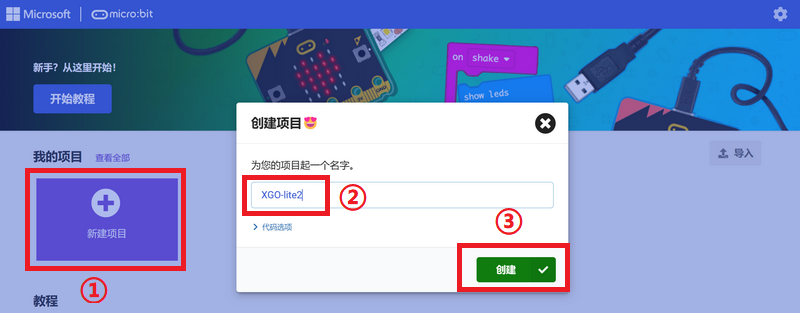 Microsoft micro:bit
新手？从这里开始！
开始教程
on shake
show leds
创建项目😍
我的项目 查看全部
导入
为您的项目起一个名字。
XGO-lite2
②
新建项目
代码选项
③
创建
①
教程